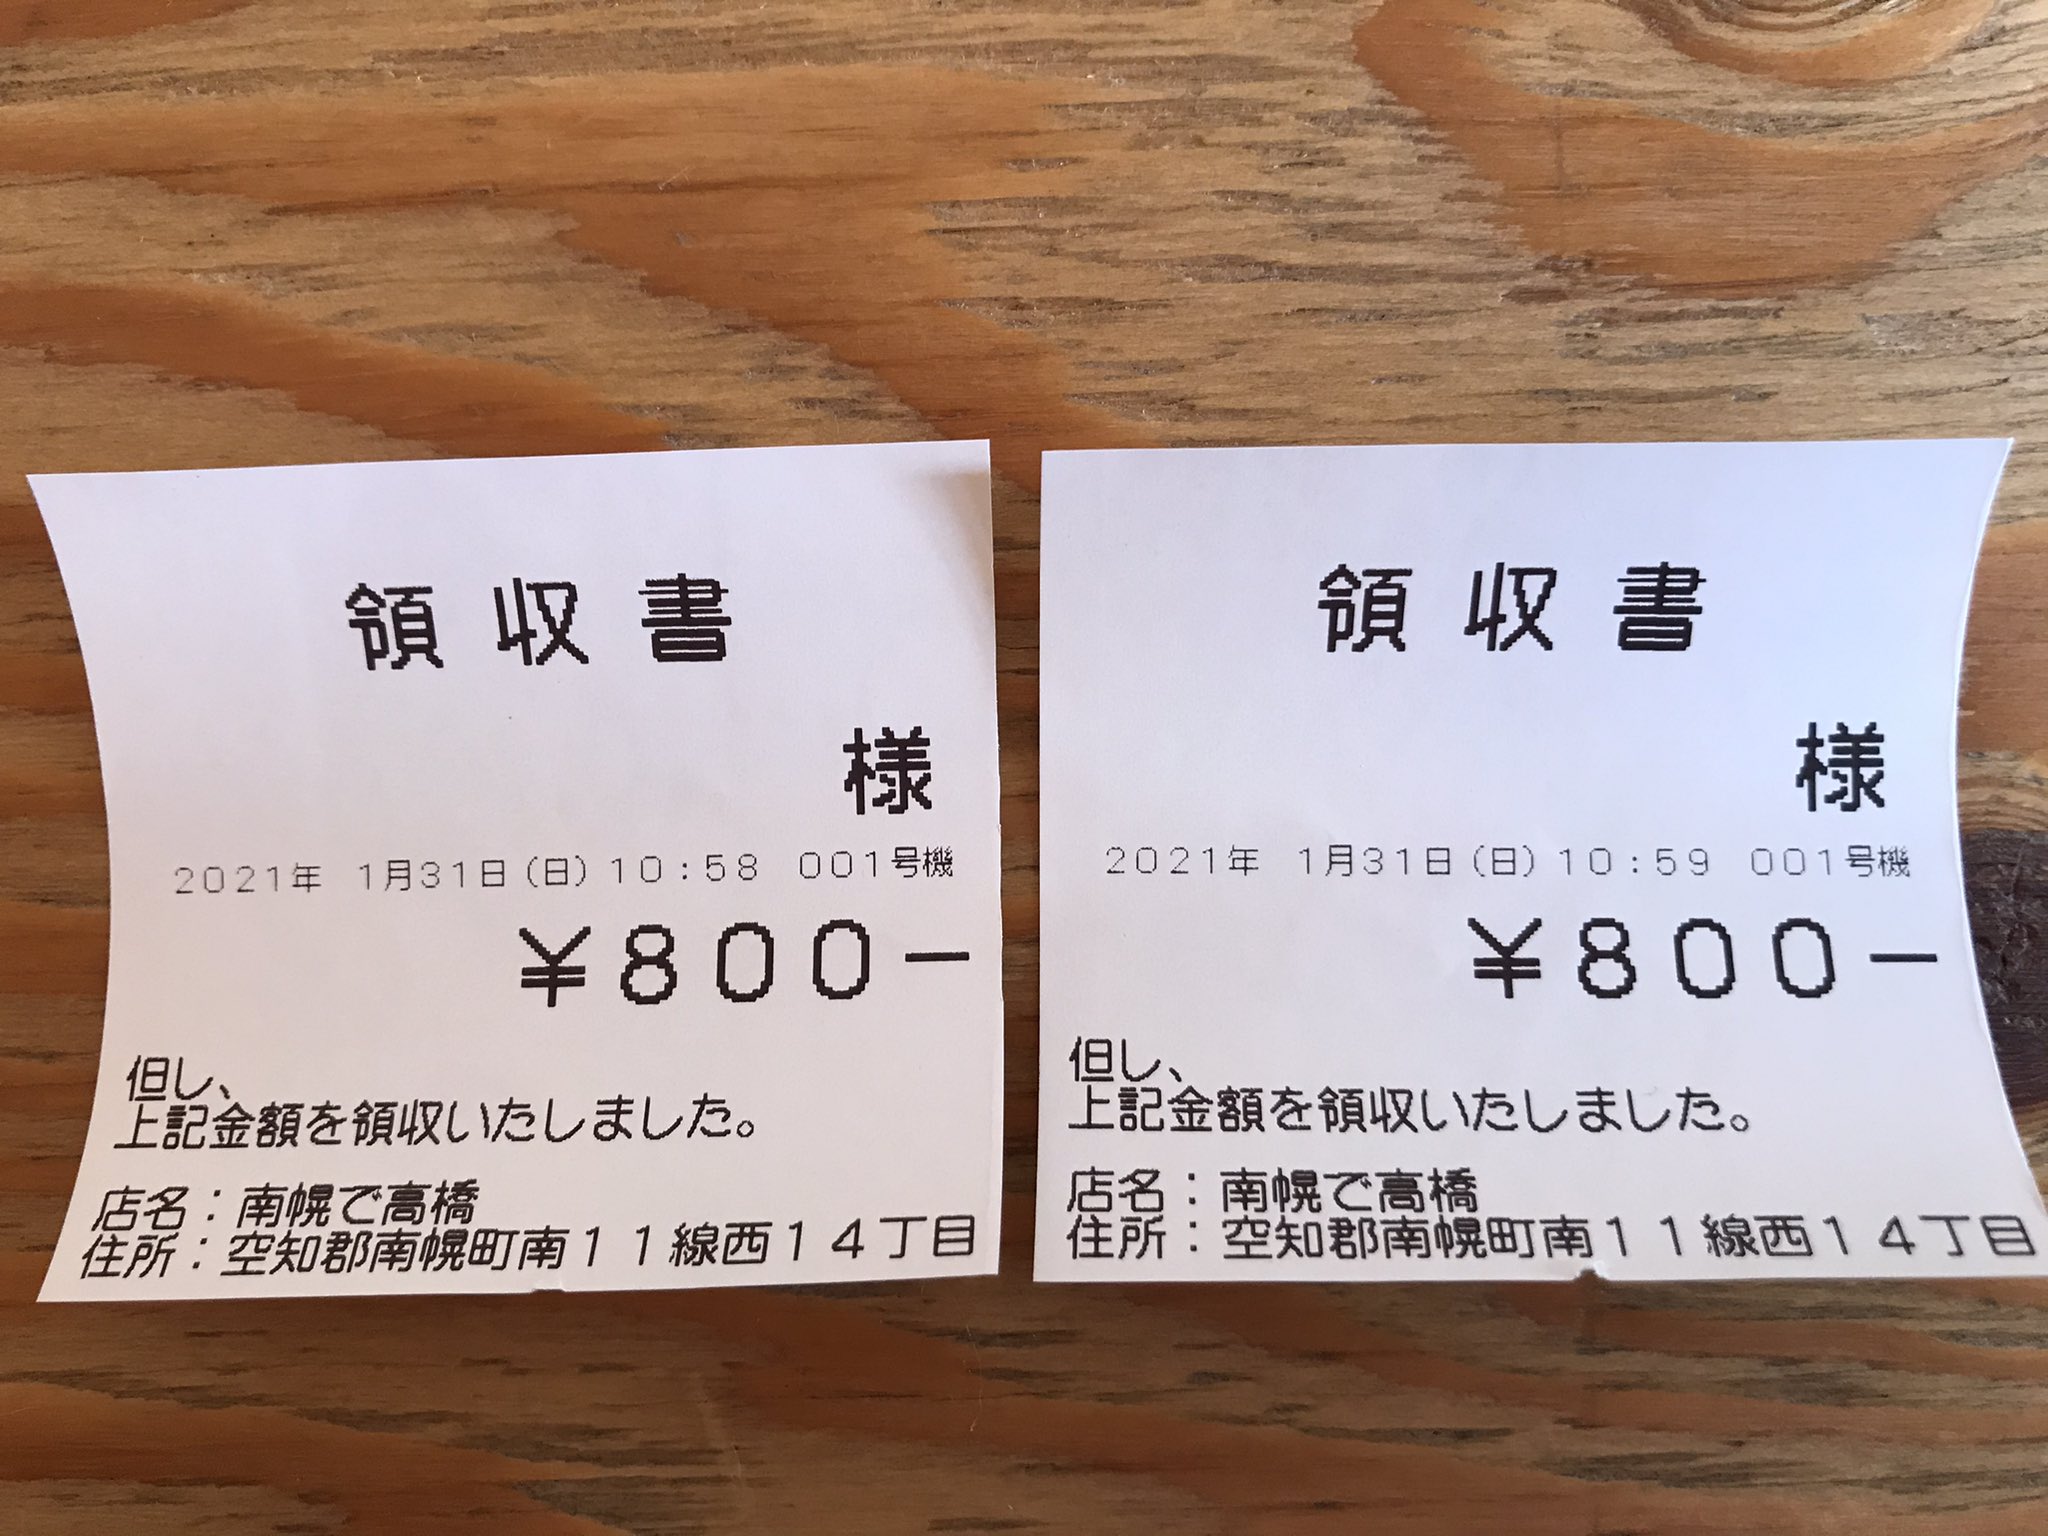 領収書
様
2021年 1月31日(日)10:58 001号機
¥800-
但し、
上記金額を領収いたしました。
店名:南幌で高橋
住所:空知郡南幌町南11線西14丁目
領収書
様
2021年 1月31日(日)10:59 001号機
¥800-
但し、
上記金額を領収いたしました。
店名:南幌で高橋
住所:空知郡南幌町南11線西14丁目